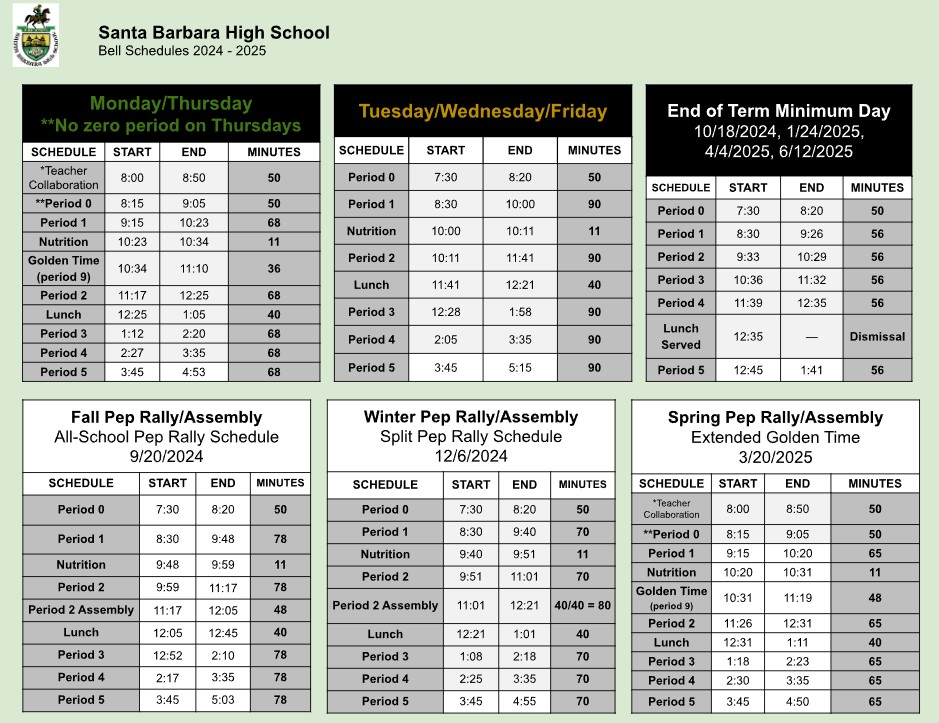 Santa Barbara High School
Bell Schedules 2024 - 2025
Monday/Thursday
**No zero period on Thursdays
SCHEDULE START END MINUTES
*Teacher Collaboration 8:00 8:50 50
**Period 0 8:15 9:05 50
Period 1 9:15 10:23 68
Nutrition 10:23 10:34 11
Golden Time (period 9) 10:34 11:10 36
Period 2 11:17 12:25 68
Lunch 12:25 1:05 40
Period 3 1:12 2:20 68
Period 4 2:27 3:35 68
Period 5 3:45 4:53 68
Tuesday/Wednesday/Friday
SCHEDULE START END MINUTES
Period 0 7:30 8:20 50
Period 1 8:30 10:00 90
Nutrition 10:00 10:11 11
Period 2 10:11 11:41 90
Lunch 11:41 12:21 40
Period 3 12:28 1:58 90
Period 4 2:05 3:35 90
Period 5 3:45 5:15 90
End of Term Minimum Day
10/18/2024, 1/24/2025,
4/4/2025, 6/12/2025
SCHEDULE START END MINUTES
Period 0 7:30 8:20 50
Period 1 8:30 9:26 56
Period 2 9:33 10:29 56
Period 3 10:36 11:32 56
Period 4 11:39 12:35 56
Lunch Served 12:35 — Dismissal
Period 5 12:45 1:41 56
Fall Pep Rally/Assembly
All-School Pep Rally Schedule
9/20/2024
SCHEDULE START END MINUTES
Period 0 7:30 8:20 50
Period 1 8:30 9:48 78
Nutrition 9:48 9:59 11
Period 2 9:59 11:17 78
Period 2 Assembly 11:17 12:05 48
Lunch 12:05 12:45 40
Period 3 12:52 2:10 78
Period 4 2:17 3:35 78
Period 5 3:45 5:03 78
Winter Pep Rally/Assembly
Split Pep Rally Schedule
12/6/2024
SCHEDULE START END MINUTES
Period 0 7:30 8:20 50
Period 1 8:30 9:40 70
Nutrition 9:40 9:51 11
Period 2 9:51 11:01 70
Period 2 Assembly 11:01 12:21 40/40 = 80
Lunch 12:21 1:01 40
Period 3 1:08 2:18 70
Period 4 2:25 3:35 70
Period 5 3:45 4:55 70
Spring Pep Rally/Assembly
Extended Golden Time
3/20/2025
SCHEDULE START END MINUTES
*Teacher Collaboration 8:00 8:50 50
**Period 0 8:15 9:05 50
Period 1 9:15 10:20 65
Nutrition 10:20 10:31 11
Golden Time (period 9) 10:31 11:19 48
Period 2 11:26 12:31 65
Lunch 12:31 1:11 40
Period 3 1:18 2:23 65
Period 4 2:30 3:35 65
Period 5 3:45 4:50 65